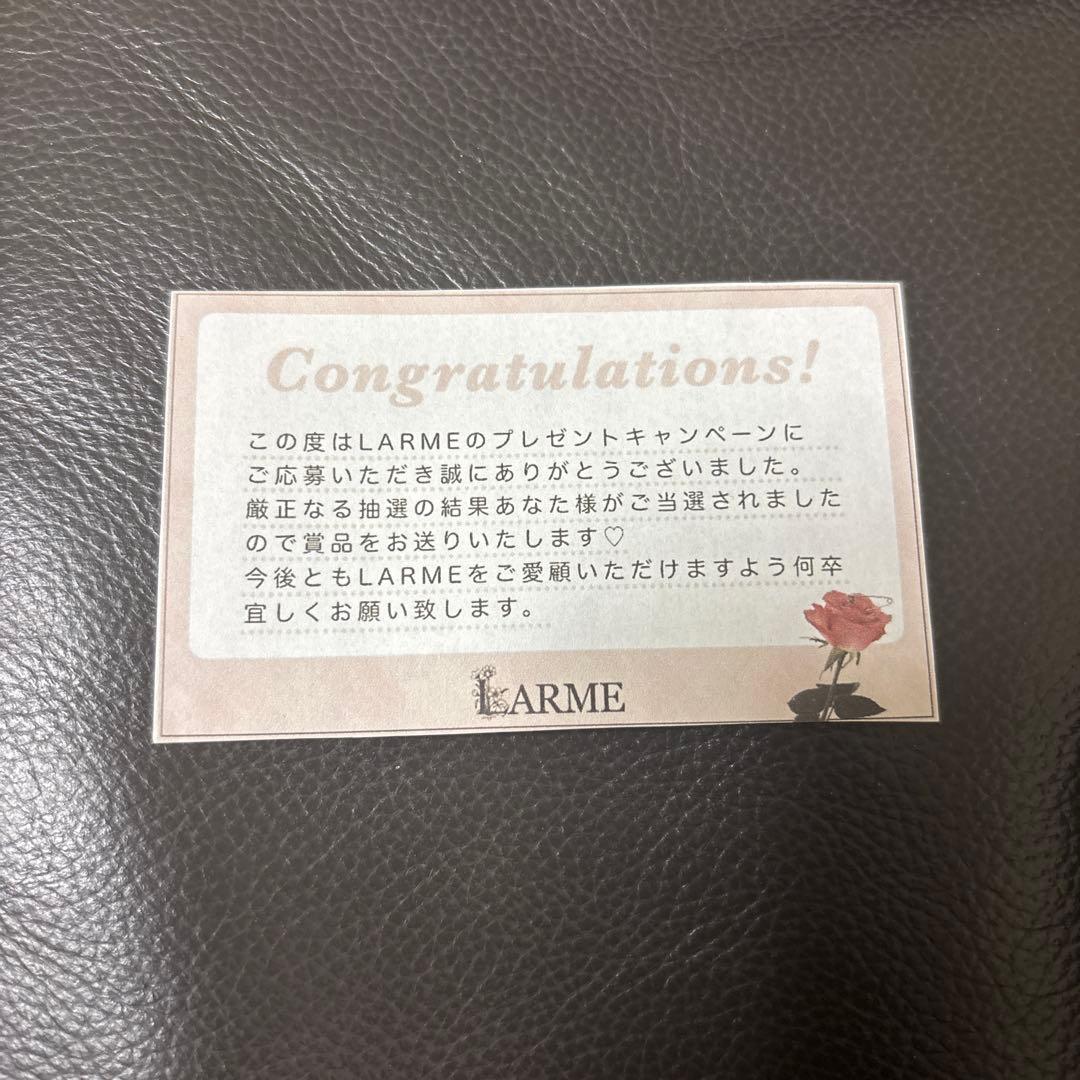 Congratulations!
この度はLARMEのプレゼントキャンペーンに
ご応募いただき誠にありがとうございました。
厳正なる抽選の結果あなた様がご当選されました
ので賞品をお送りいたします♡
今後ともLARMEをご愛顧いただけますよう何卒
宜しくお願い致します。
LARME